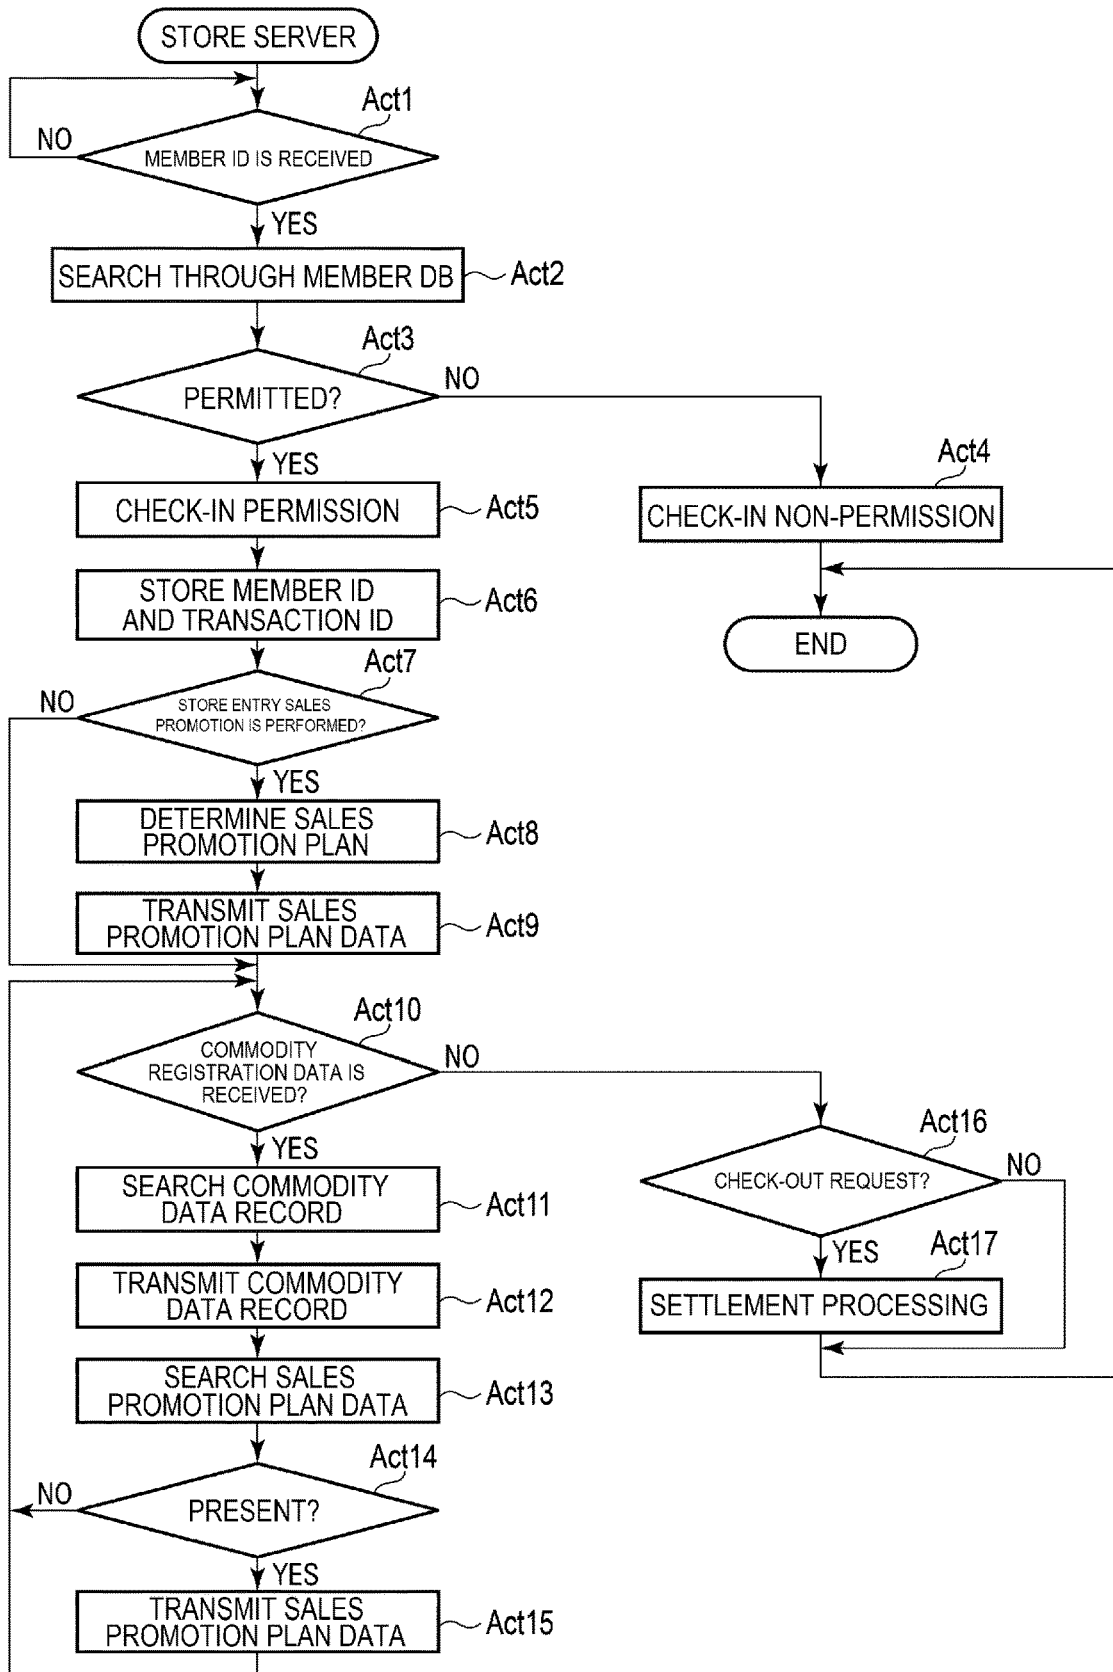 STORE SERVER
Act1
NO
MEMBER ID IS RECEIVED
YES
SEARCH THROUGH MEMBER DB
Act2
Act3
PERMITTED?
NO
YES
Act4
CHECK-IN PERMISSION
Act5
CHECK-IN NON-PERMISSION
STORE MEMBER ID
AND TRANSACTION ID
Act6
END
Act7
NO
STORE ENTRY SALES
PROMOTION IS PERFORMED?
YES
DETERMINE SALES
PROMOTION PLAN
Act8
TRANSMIT SALES
PROMOTION PLAN DATA
Act9
Act10
COMMODITY
REGISTRATION DATA IS
RECEIVED?
NO
YES
Act16
CHECK-OUT REQUEST?
NO
SEARCH COMMODITY
DATA RECORD
Act11
YES
Act17
TRANSMIT COMMODITY
DATA RECORD
Act12
SETTLEMENT PROCESSING
SEARCH SALES
PROMOTION PLAN DATA
Act13
Act14
NO
PRESENT?
YES
TRANSMIT SALES
PROMOTION PLAN DATA
Act15